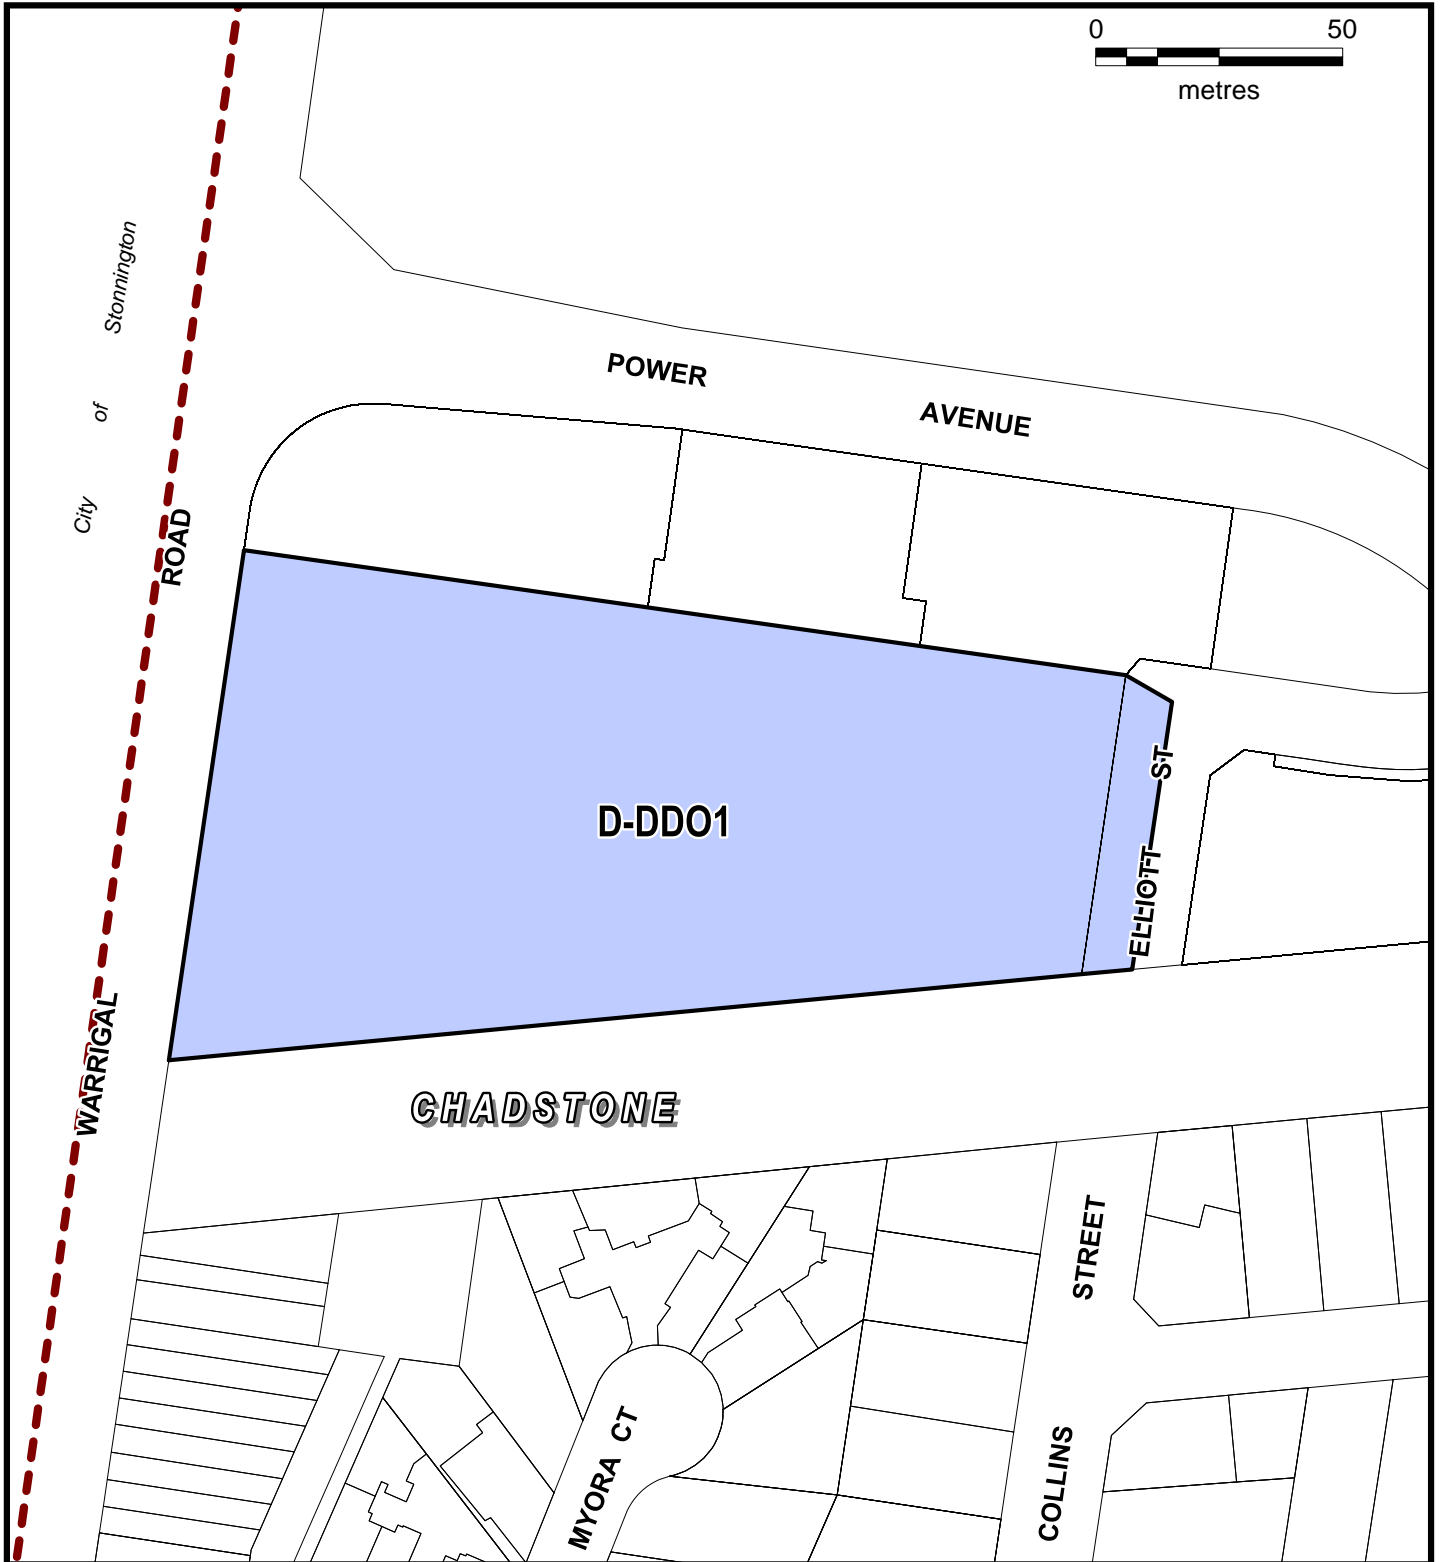 0 50
metres
City of Stonnington
POWER AVENUE
WARRIGAL ROAD
D-DDO1
ELLIOTT ST
CHADSTONE
COLLINS STREET
MYORA CT